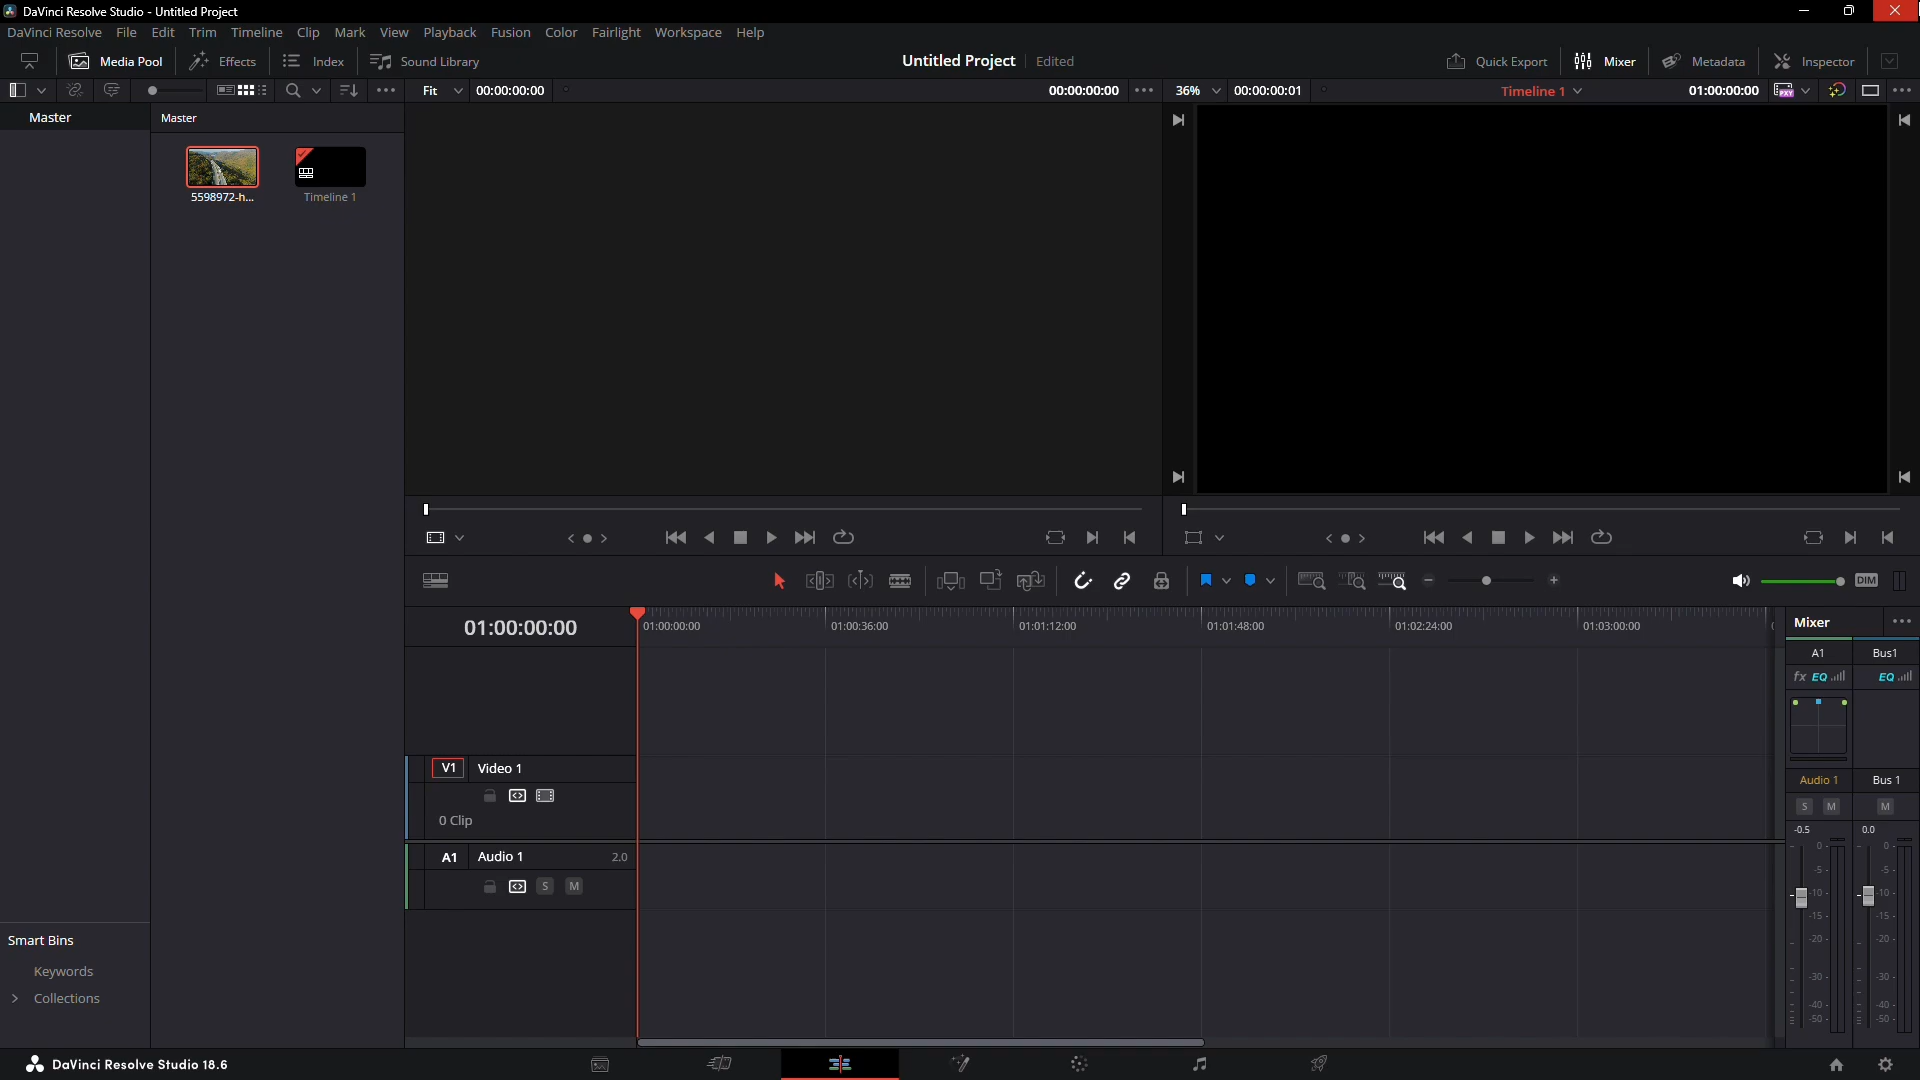 DaVinci Resolve Studio - Untitled Project
DaVinci Resolve File Edit Trim Timeline Clip Mark View Playback Fusion Color Fairlight Workspace Help
Media Pool Effects Index Sound Library Untitled Project Edited Quick Export Mixer Metadata Inspector
Fit 00:00:00:00 00:00:00:00 36% 00:00:00:01 Timeline 1 01:00:00:00 PXY
Master Master
5598972-h... Timeline 1
DIM
01:00:00:00 01:00:00:00 01:00:36:00 01:01:12:00 01:01:48:00 01:02:24:00 01:03:00:00
V1 Video 1
0 Clip
A1 Audio 1 2.0
S M
Mixer
A1 Bus1
fx EQ EQ
Audio 1 Bus 1
S M M
-0.5 0.0
0 0
-5 -5
-10 -10
-15 -15
-20 -20
-30 -30
-40 -40
-50 -50
Smart Bins
Keywords
Collections
DaVinci Resolve Studio 18.6